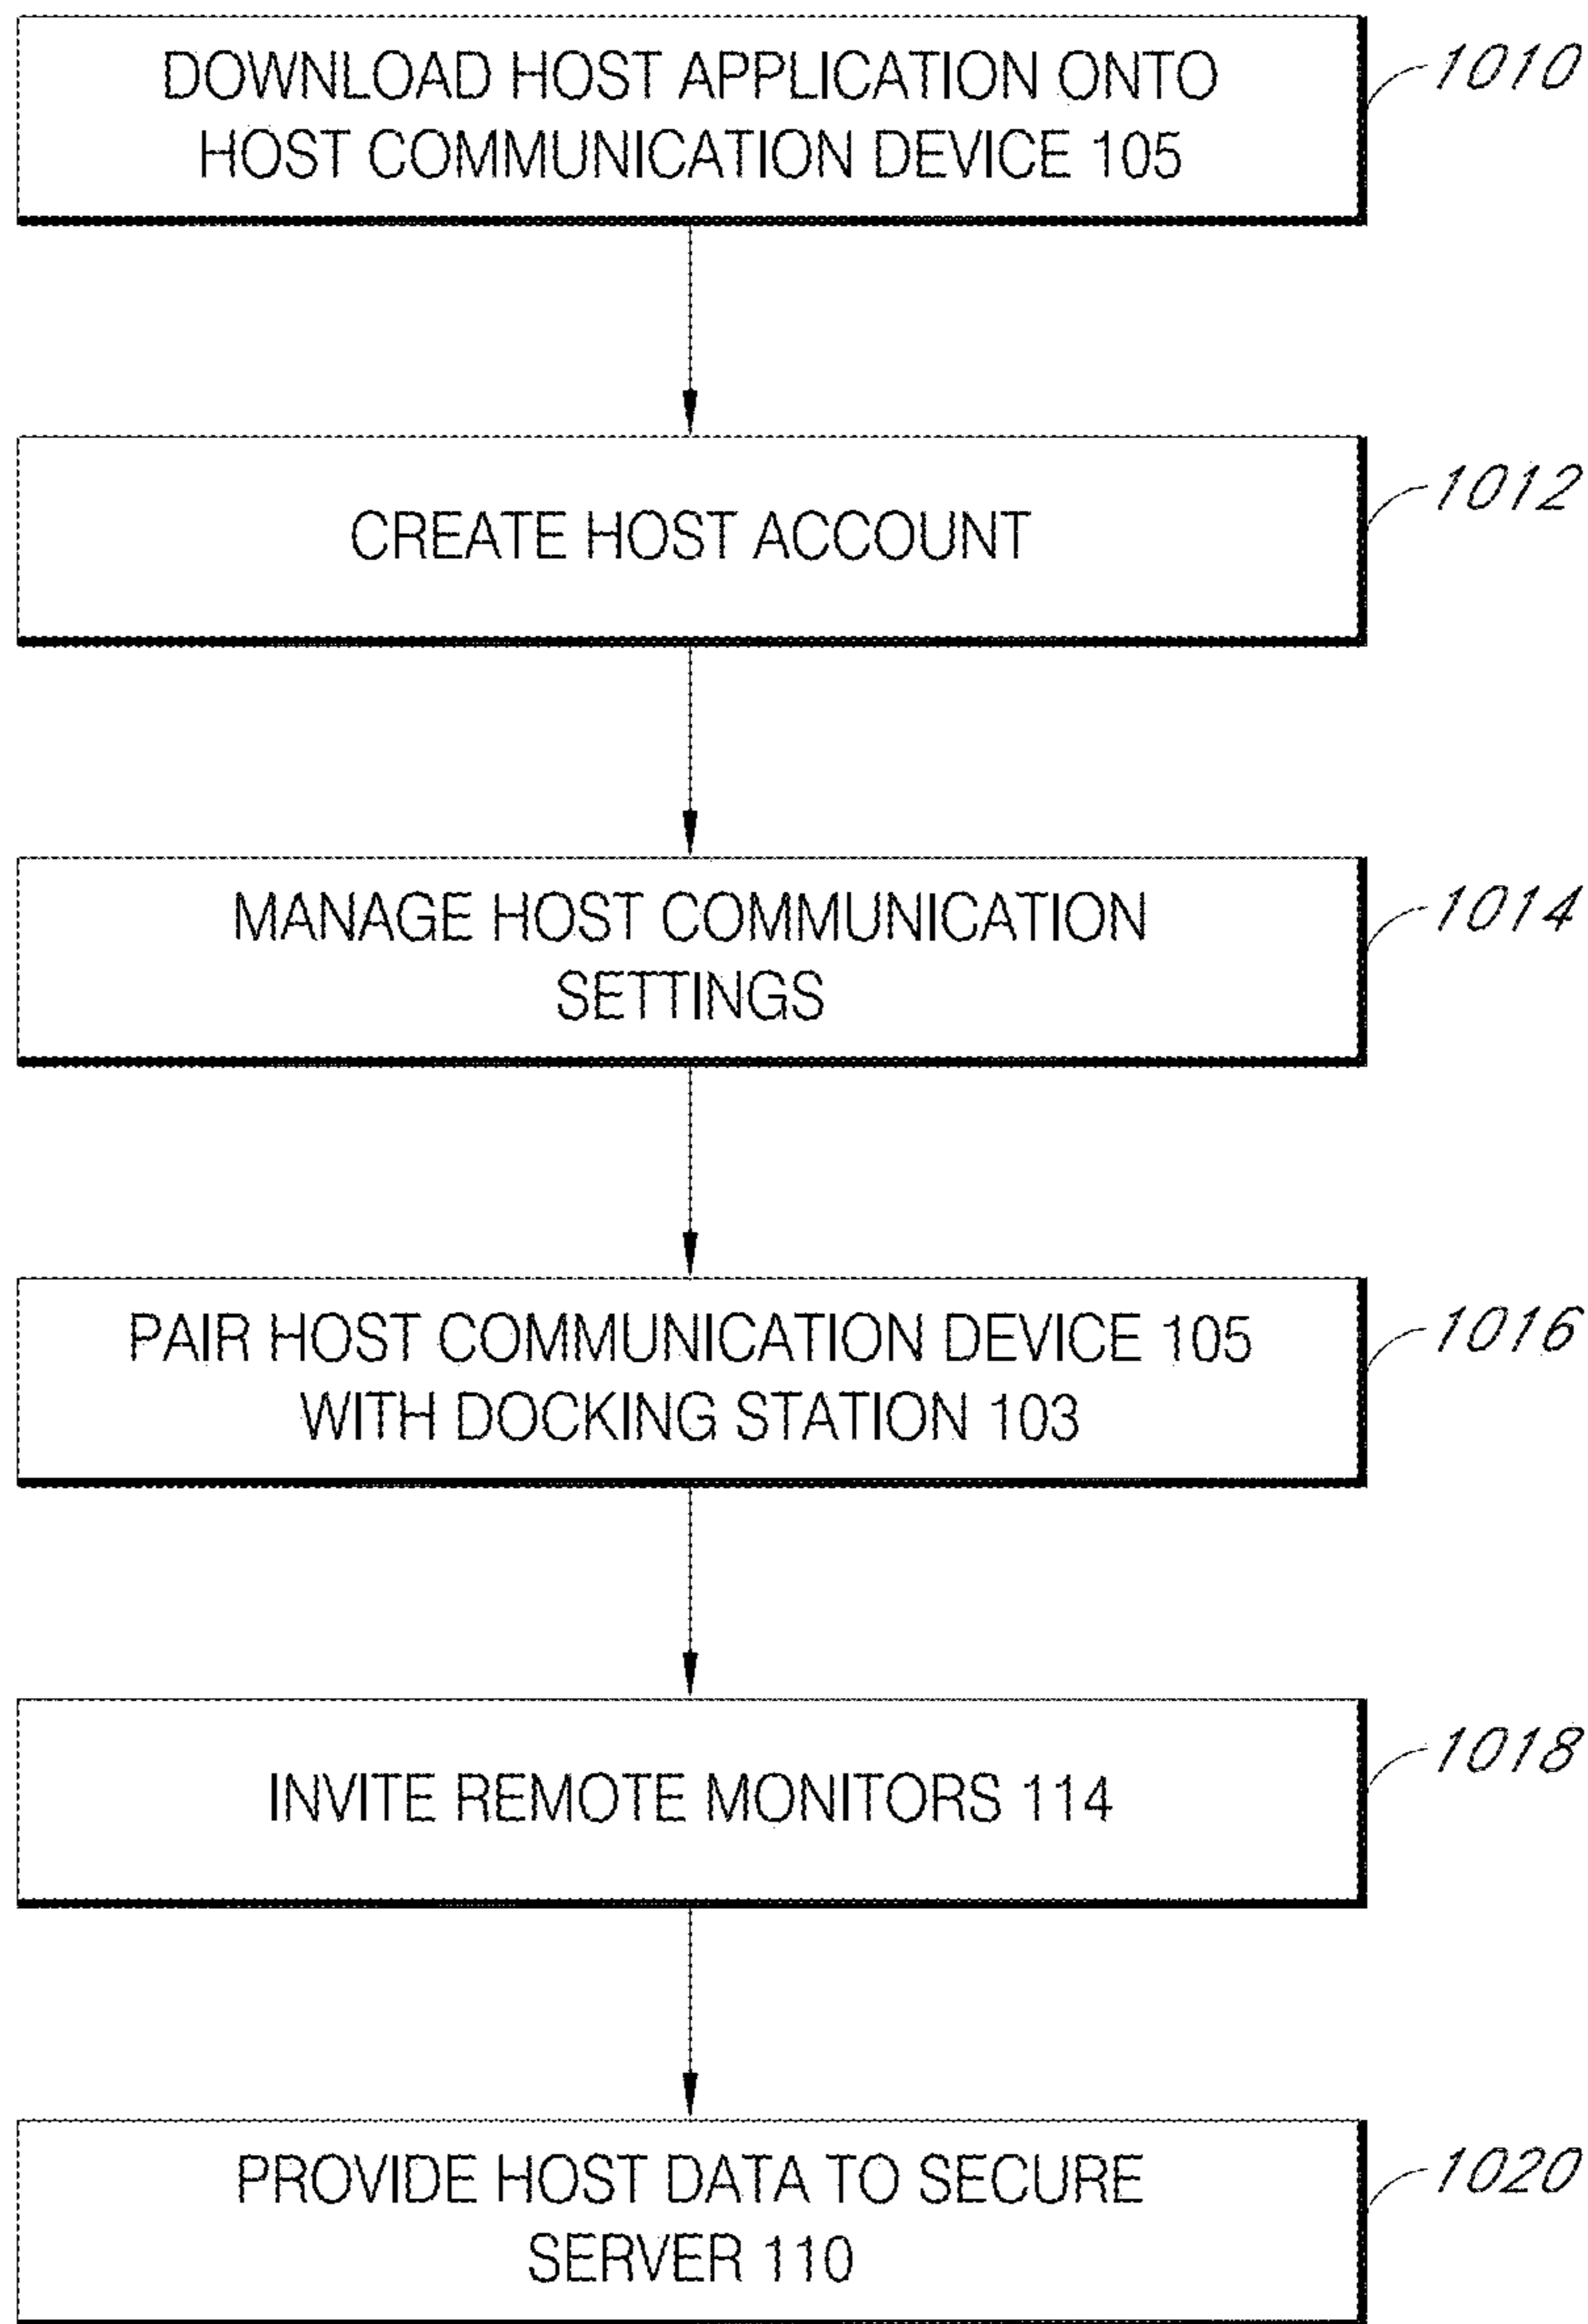 DOWNLOAD HOST APPLICATION ONTO
HOST COMMUNICATION DEVICE 105
1010
CREATE HOST ACCOUNT
1012
MANAGE HOST COMMUNICATION
SETTINGS
1014
PAIR HOST COMMUNICATION DEVICE 105
WITH DOCKING STATION 103
1016
INVITE REMOTE MONITORS 114
1018
PROVIDE HOST DATA TO SECURE
SERVER 110
1020